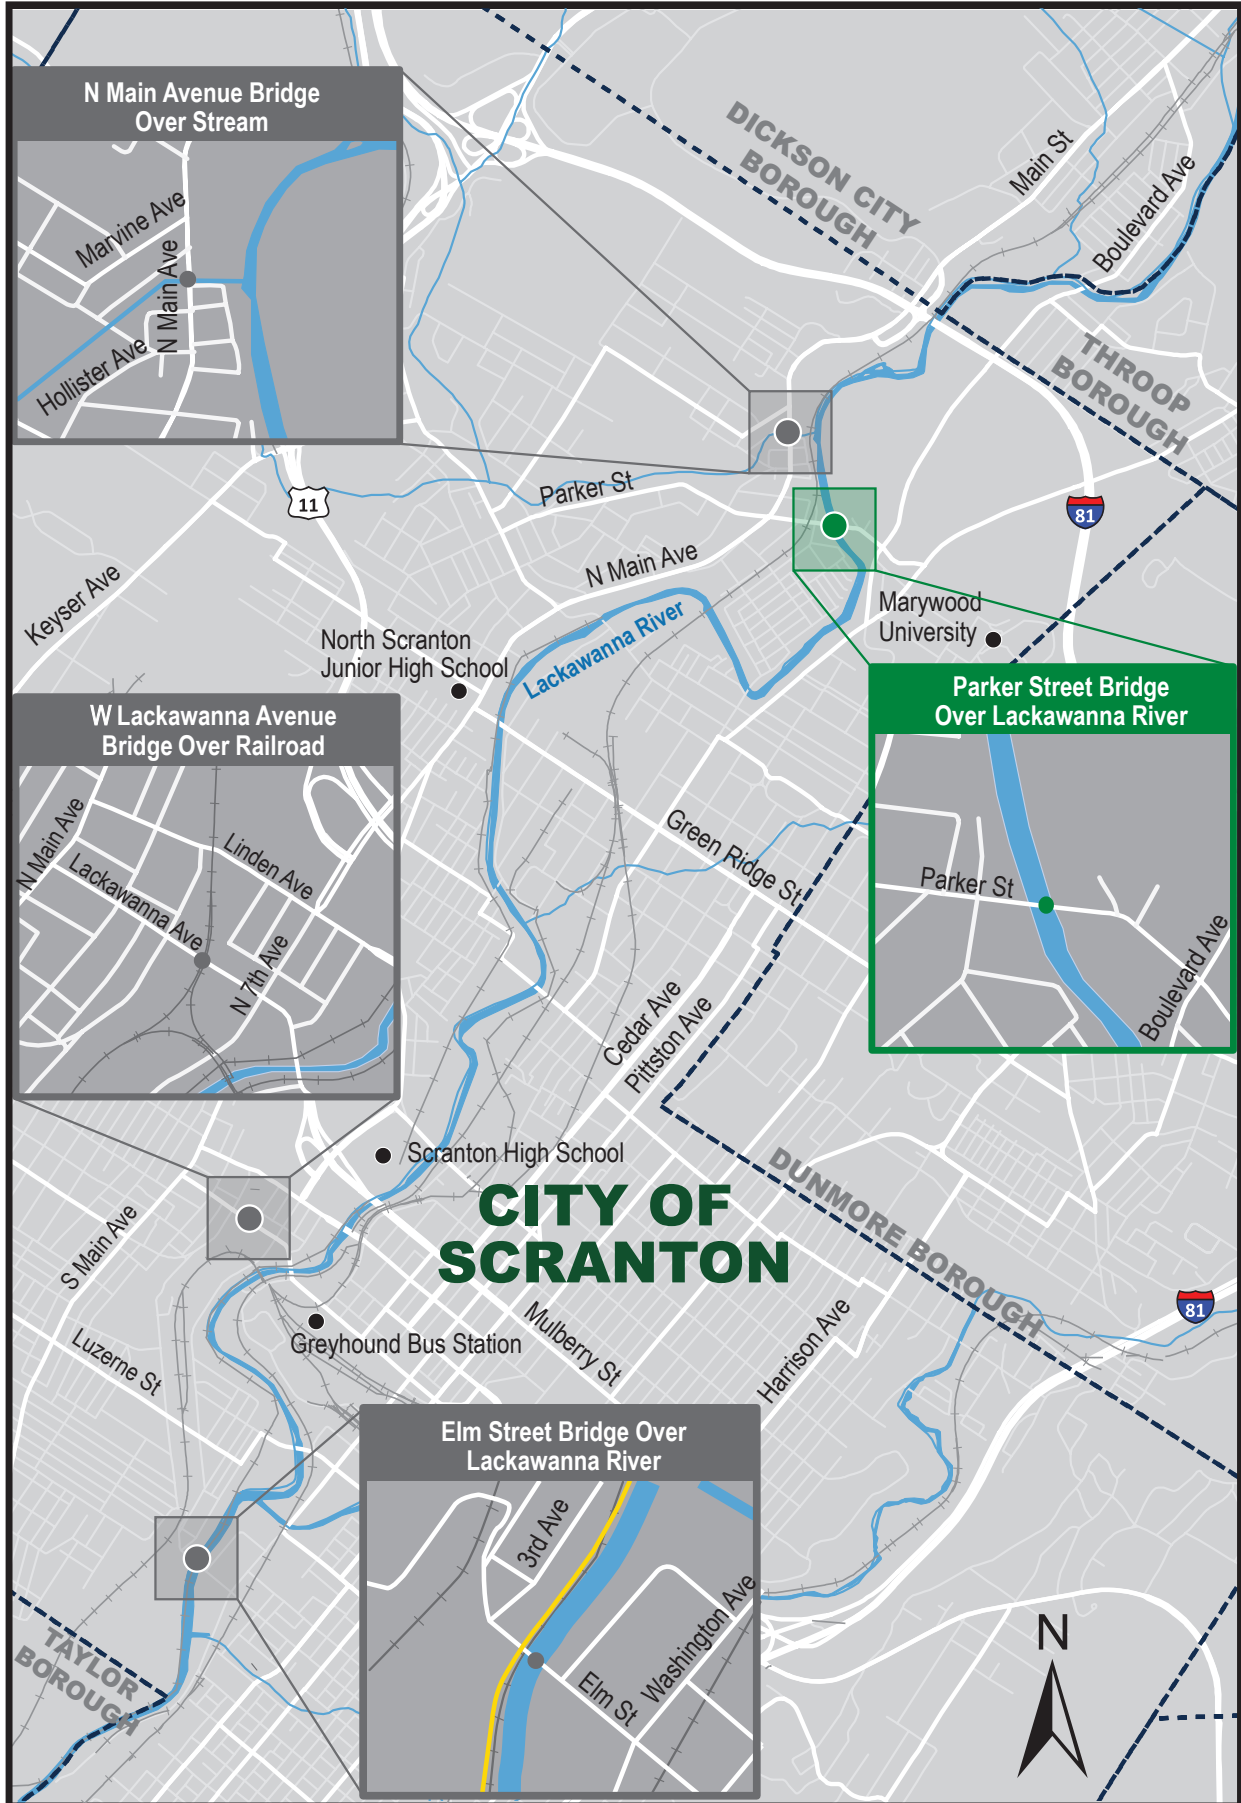 N Main Avenue Bridge
Over Stream
Marvine Ave
N Main Ave
Hollister Ave
DICKSON CITY
BOROUGH
Main St
Boulevard Ave
THROOP
BOROUGH
11
Parker St
81
N Main Ave
Keyser Ave
Lackawanna River
Marywood
University
North Scranton
Junior High School
Parker Street Bridge
Over Lackawanna River
Parker St
Boulevard Ave
W Lackawanna Avenue
Bridge Over Railroad
N Main Ave
Linden Ave
Lackawanna Ave
N 7th Ave
Green Ridge St
Cedar Ave
Pittston Ave
Scranton High School
CITY OF
SCRANTON
DUNMORE BOROUGH
S Main Ave
81
Greyhound Bus Station
Luzerne St
Mulberry St
Harrison Ave
Elm Street Bridge Over
Lackawanna River
3rd Ave
Washington Ave
Elm St
TAYLOR
BOROUGH
N